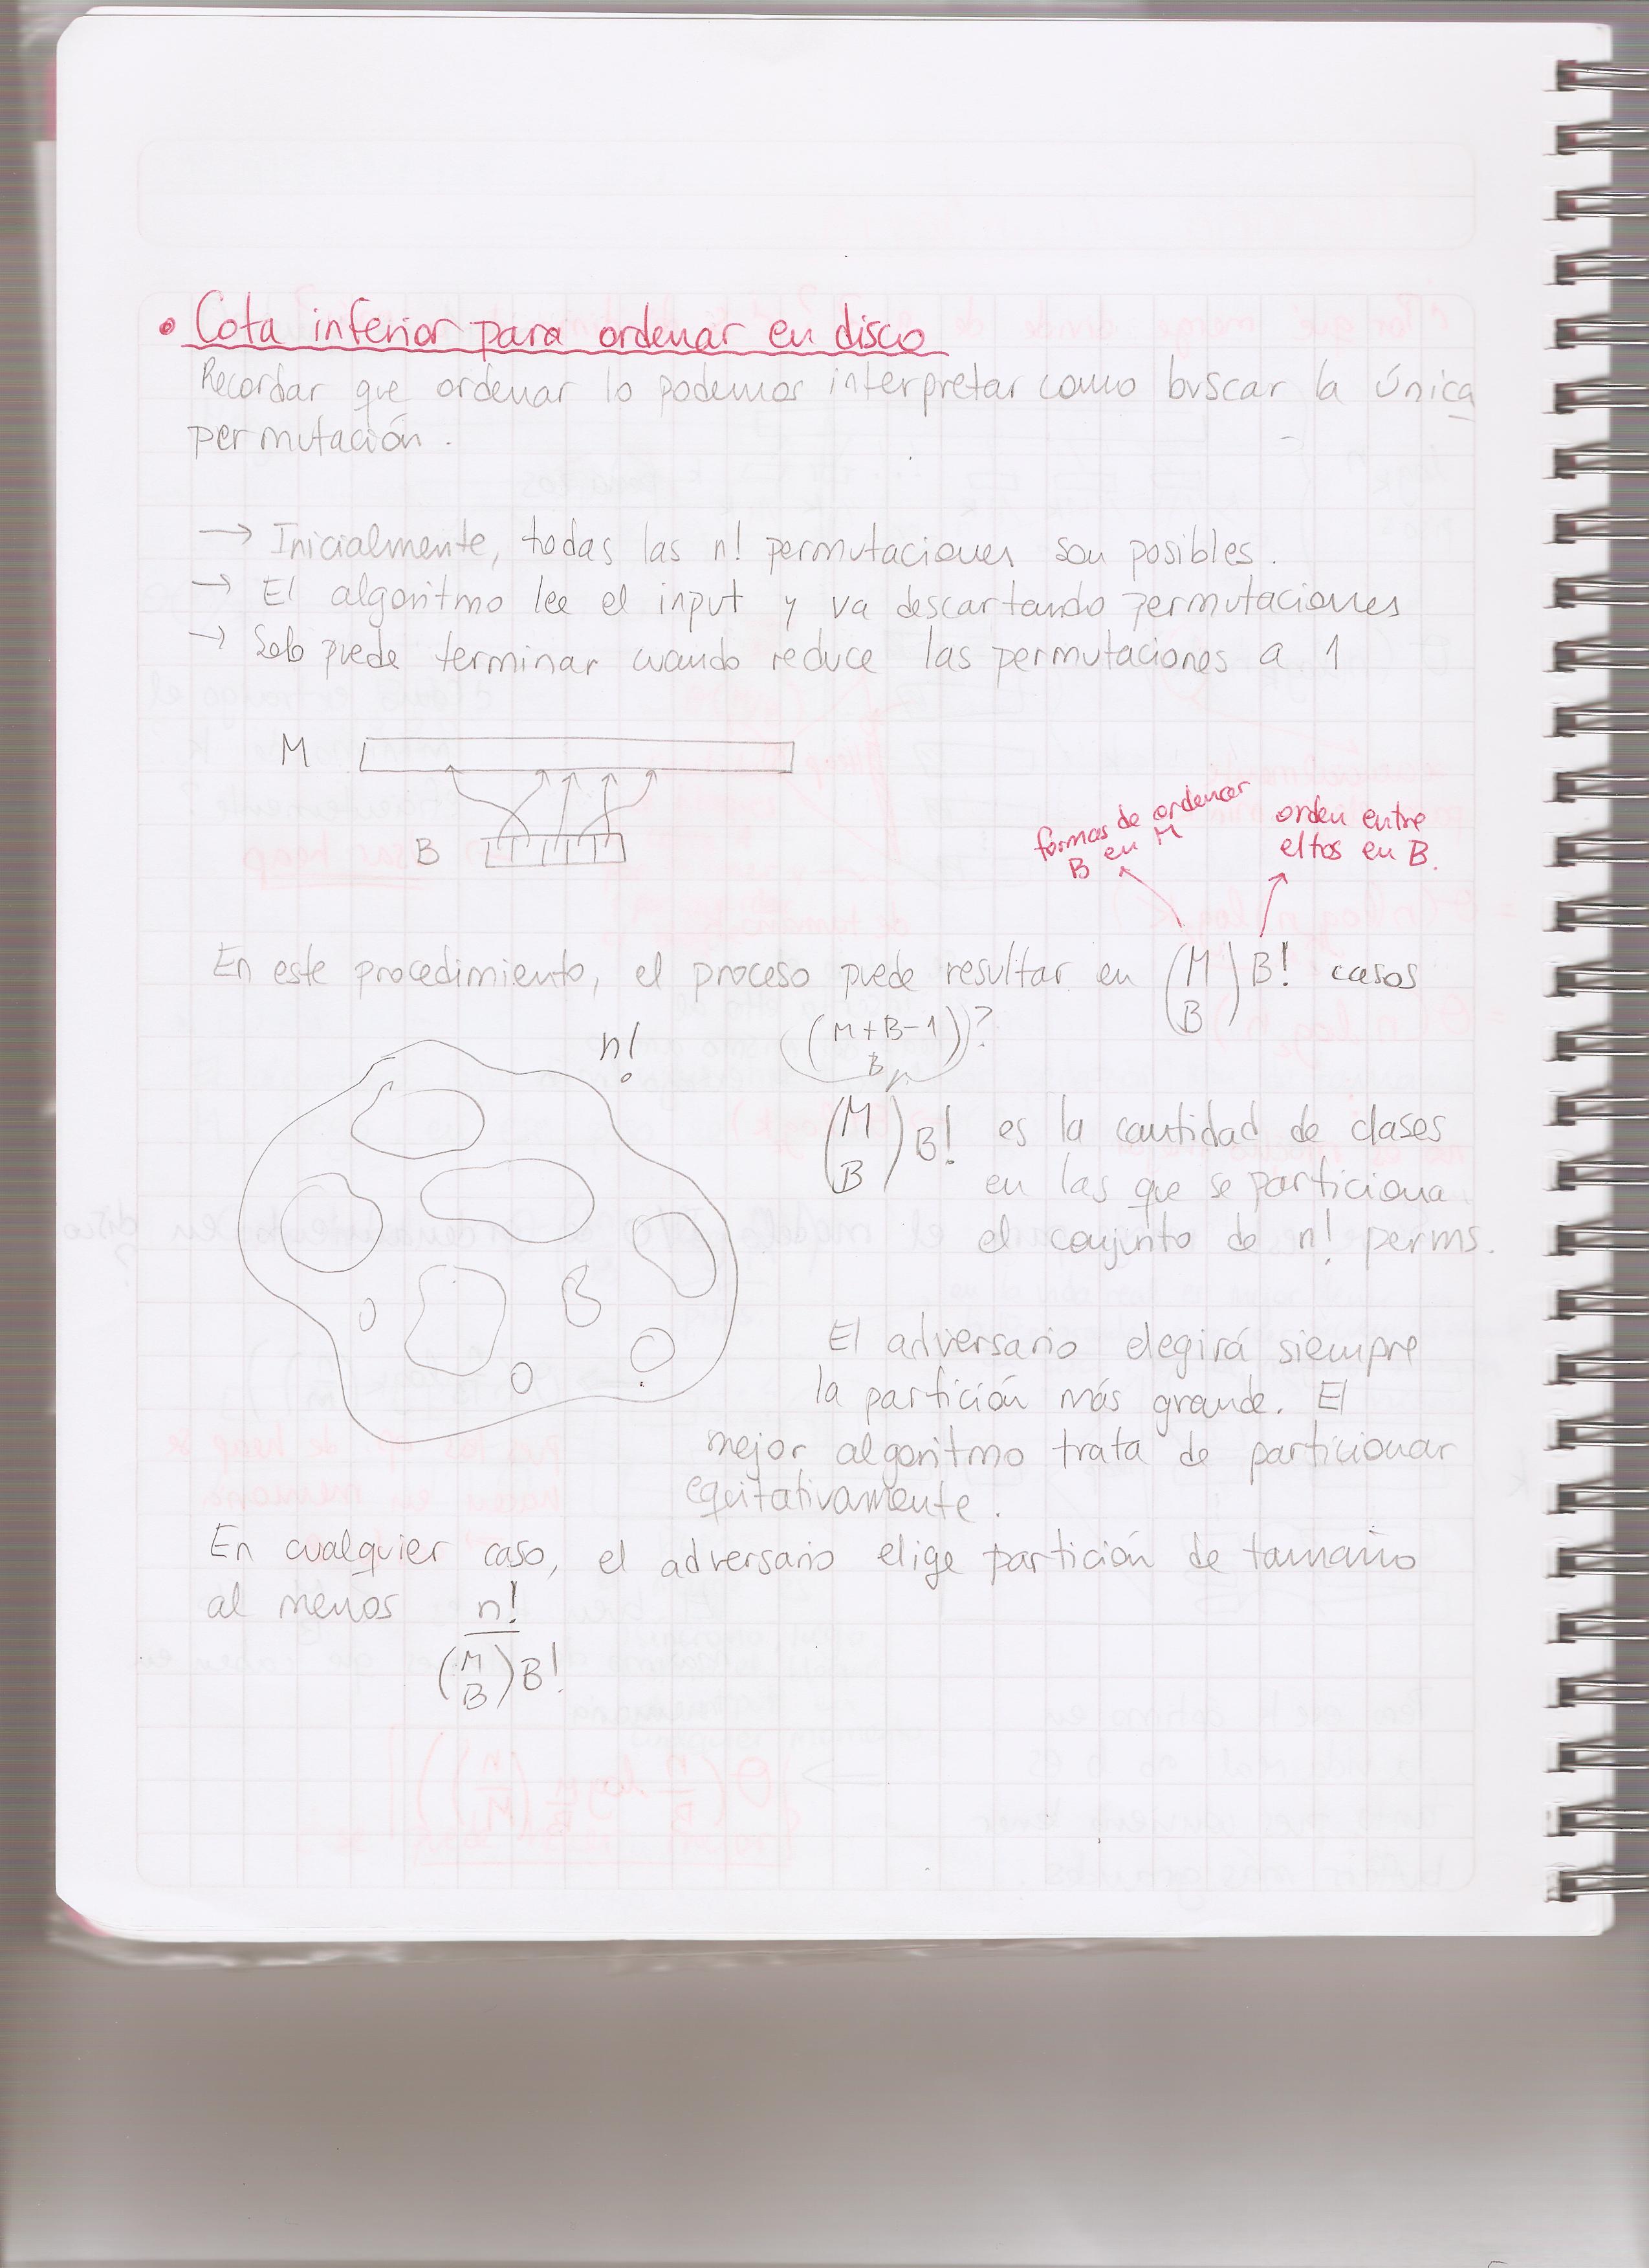 • Cota inferior para ordenar en disco
Recordar que ordenar lo podemos interpretar como buscar la única
permutación.
→ Inicialmente, todas las n! permutaciones son posibles.
→ El algoritmo lee el input y va descartando permutaciones
→ Solo puede terminar cuando reduce las permutaciones a 1
M
B
formas de ordenar
B en M
orden entre
eltos en B.
En este procedimiento, el proceso puede resultar en (M B) B! casos
n!
(M+B-1 B)?
(M B) B! es la cantidad de clases
en las que se particiona
el conjunto de n! perms.
El adversario elegirá siempre
la partición más grande. El
mejor algoritmo trata de particionar
equitativamente.
En cualquier caso, el adversario elige partición de tamaño
al menos n!
(M B) B!